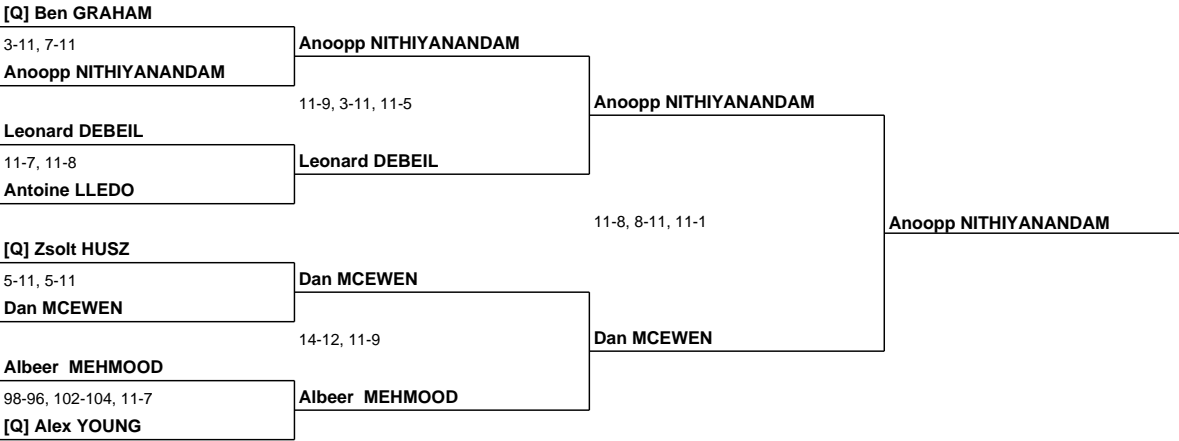 [Q] Ben GRAHAM
3-11, 7-11
Anoopp NITHIYANANDAM
Leonard DEBEIL
11-7, 11-8
Antoine LLEDO
[Q] Zsolt HUSZ
5-11, 5-11
Dan MCEWEN
Albeer MEHMOOD
98-96, 102-104, 11-7
[Q] Alex YOUNG
Anoopp NITHIYANANDAM
11-9, 3-11, 11-5
Leonard DEBEIL
Dan MCEWEN
14-12, 11-9
Albeer MEHMOOD
Anoopp NITHIYANANDAM
11-8, 8-11, 11-1
Dan MCEWEN
Anoopp NITHIYANANDAM